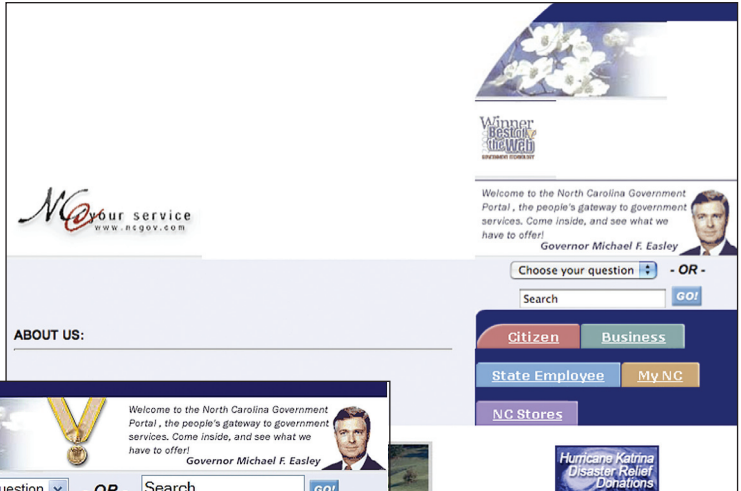 Winner
Best of
the Web
NC@your service
www.ncgov.com
Welcome to the North Carolina Government
Portal , the people's gateway to government
services. Come inside, and see what we
have to offer!
Governor Michael F. Easley
Choose your question - OR -
Search GO!
ABOUT US:
Citizen Business
State Employee My NC
NC Stores
Welcome to the North Carolina Government
Portal , the people's gateway to government
services. Come inside, and see what we
have to offer!
Governor Michael F. Easley
OR Search GO!
Hurricane Katrina
Disaster Relief
Donations